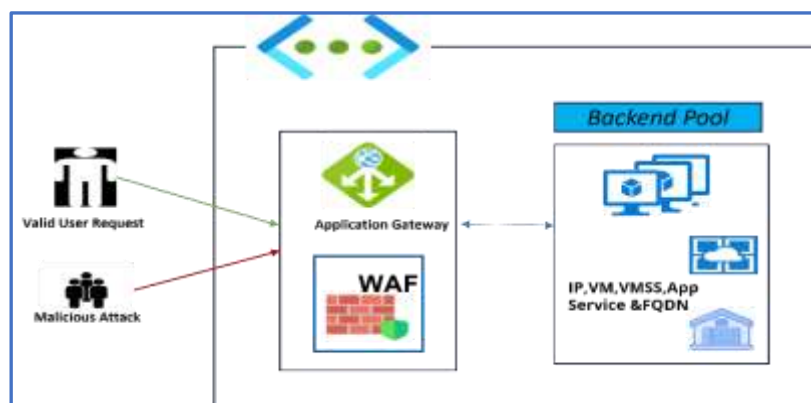 Backend Pool
Valid User Request
Application Gateway
WAF
IP,VM,VMSS,App
Service &FQDN
Malicious Attack